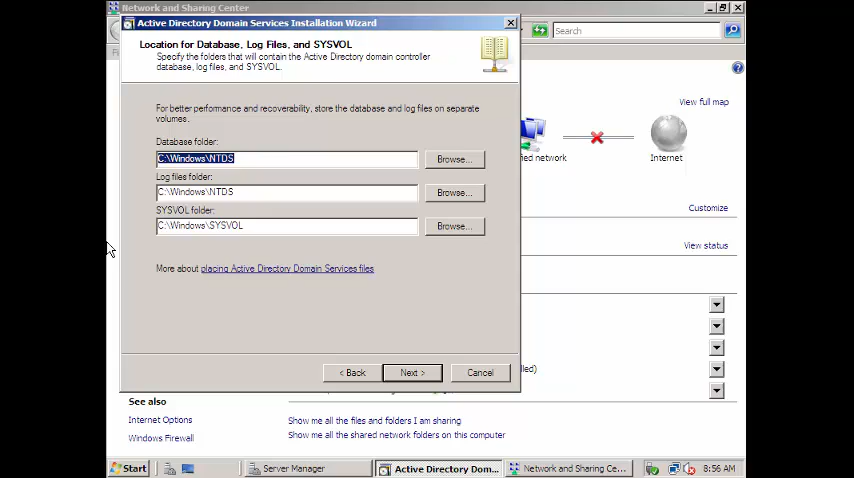 Network and Sharing Center
Active Directory Domain Services Installation Wizard
Search
Location for Database, Log Files, and SYSVOL
Specify the folders that will contain the Active Directory domain controller
database, log files, and SYSVOL.
For better performance and recoverability, store the database and log files on separate
volumes.
Database folder:
C:\Windows\NTDS
Browse...
Log files folder:
C:\Windows\NTDS
Browse...
SYSVOL folder:
C:\Windows\SYSVOL
Browse...
More about placing Active Directory Domain Services files
< Back
Next >
Cancel
View full map
fied network
Internet
Customize
View status
led)
See also
Internet Options
Windows Firewall
Show me all the files and folders I am sharing
Show me all the shared network folders on this computer
Start
Server Manager
Active Directory Dom...
Network and Sharing Ce...
8:56 AM